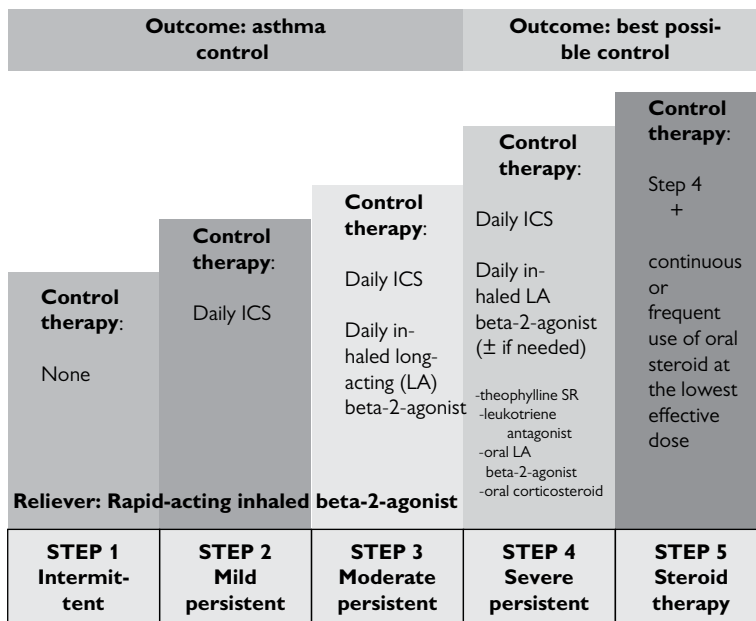 Outcome: asthma
control
Outcome: best possi-
ble control
Control
therapy:
None
Control
therapy:
Daily ICS
Control
therapy:
Daily ICS
Daily in-
haled long-
acting (LA)
beta-2-agonist
Control
therapy:
Daily ICS
Daily in-
haled LA
beta-2-agonist
(± if needed)
-theophylline SR
-leukotriene
antagonist
-oral LA
beta-2-agonist
-oral corticosteroid
Control
therapy:
Step 4
+
continuous
or
frequent
use of oral
steroid at
the lowest
effective
dose
Reliever: Rapid-acting inhaled beta-2-agonist
STEP 1
Intermit-
tent
STEP 2
Mild
persistent
STEP 3
Moderate
persistent
STEP 4
Severe
persistent
STEP 5
Steroid
therapy